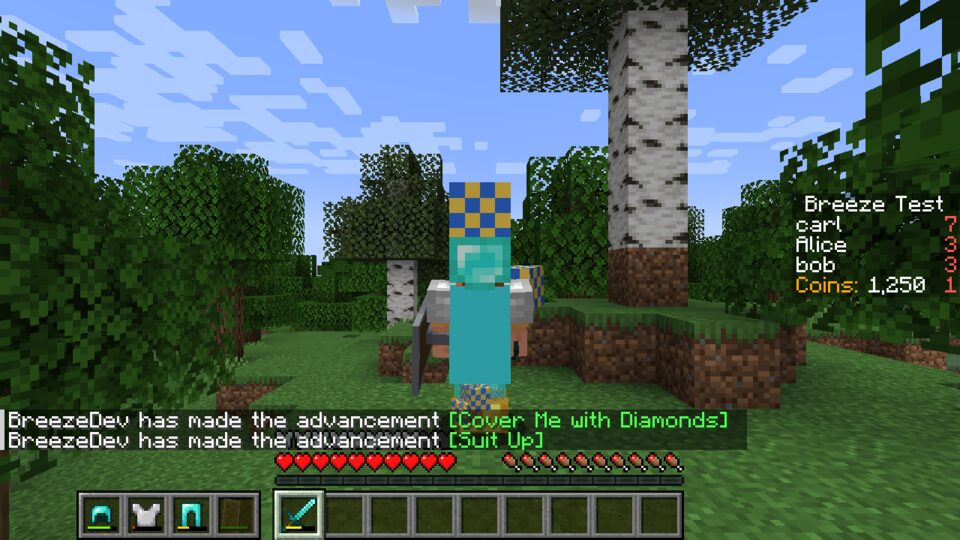 Breeze Test
carl 7
Alice 3
bob 3
Coins: 1,250 1
BreezeDev has made the advancement [Cover Me with Diamonds]
BreezeDev has made the advancement [Suit Up]